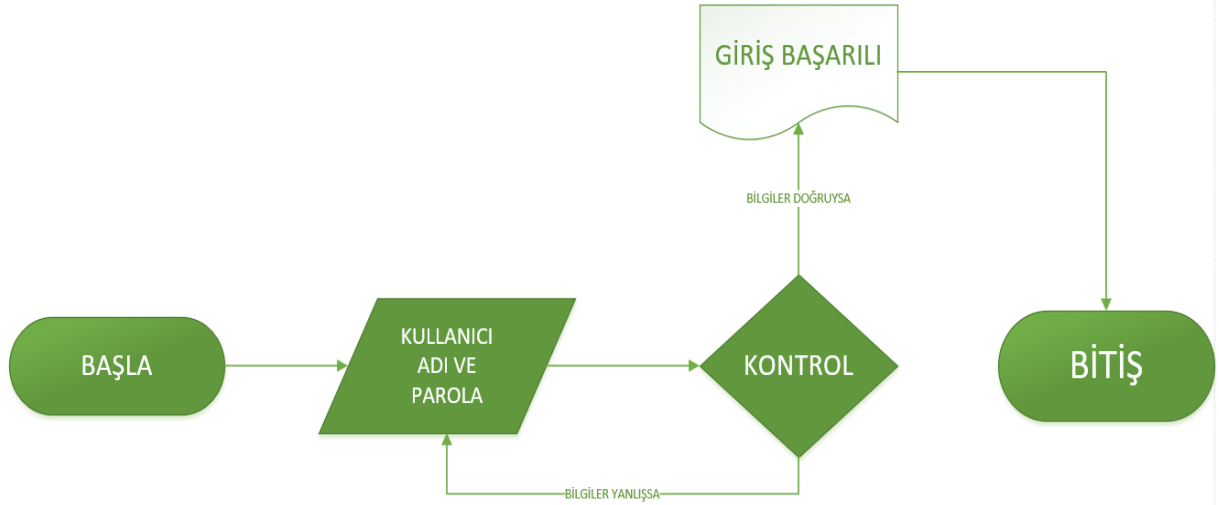 GİRİŞ BAŞARILI
BİLGİLER DOĞRUYSA
BAŞLA
KULLANICI
ADI VE
PAROLA
KONTROL
BİTİŞ
BİLGİLER YANLIŞSA